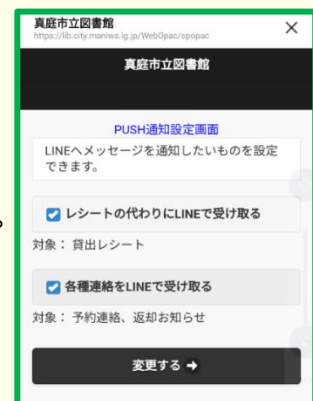 真庭市立図書館
https://lib.city.maniwa.lg.jp/WebOpac/spopac
真庭市立図書館
PUSH通知設定画面
LINEへメッセージを通知したいものを設定
できます。
レシートの代わりにLINEで受け取る
対象： 貸出レシート
各種連絡をLINEで受け取る
対象： 予約連絡、返却お知らせ
変更する